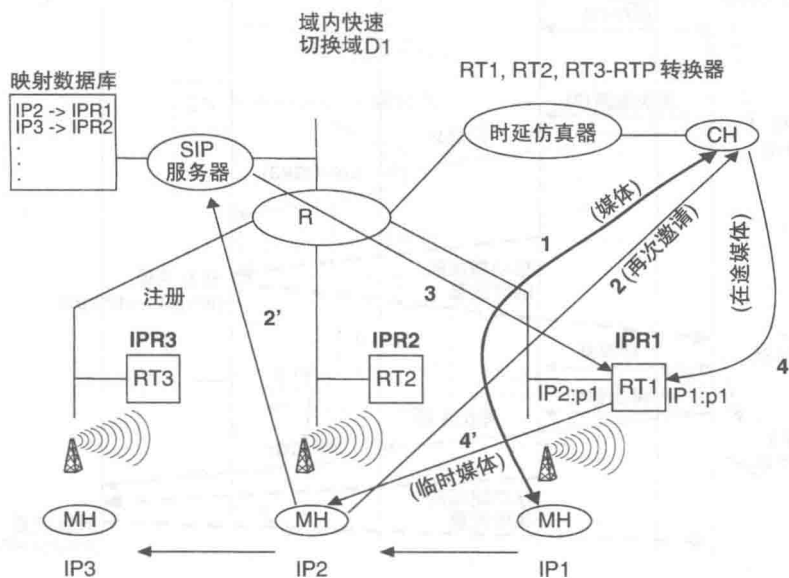 域内快速
切换域D1
RT1, RT2, RT3-RTP 转换器
映射数据库
IP2 -> IPR1
IP3 -> IPR2
.
.
.
SIP
服务器
时延仿真器
CH
R
1
(媒体)
2 (再次邀请)
(在途媒体)
注册
2'
3
IPR3
IPR2
IPR1
4
RT3
RT2
IP2:p1
RT1
IP1:p1
4'
(临时媒体)
MH
MH
MH
IP3
IP2
IP1